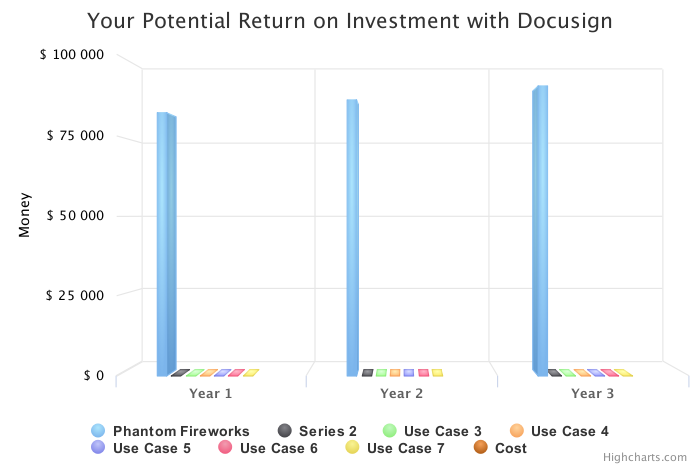 Your Potential Return on Investment with Docusign
$ 100 000
$ 75 000
$ 50 000
$ 25 000
$ 0
Money
Year 1
Year 2
Year 3
Phantom Fireworks
Series 2
Use Case 3
Use Case 4
Use Case 5
Use Case 6
Use Case 7
Cost
Highcharts.com